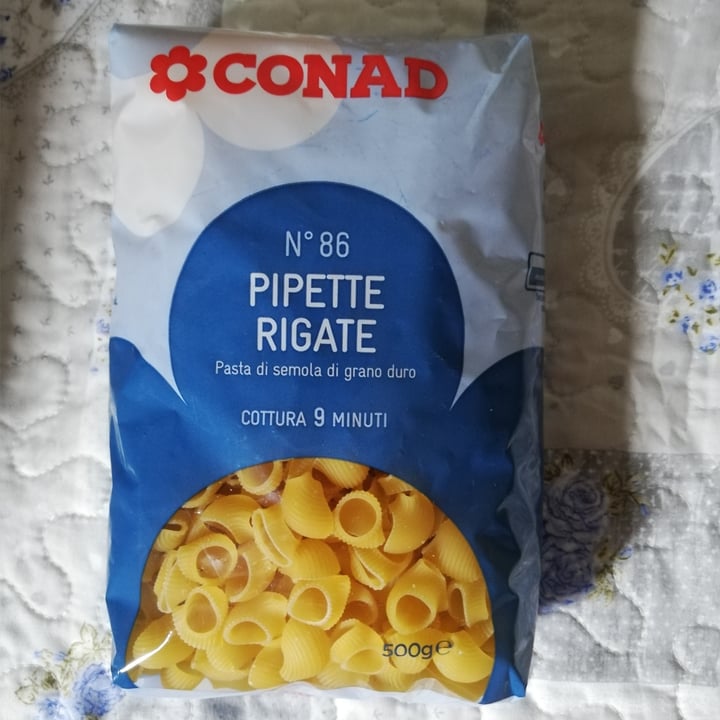 CONAD
N° 86
PIPETTE
RIGATE
Pasta di semola di grano duro
COTTURA 9 MINUTI
500g e